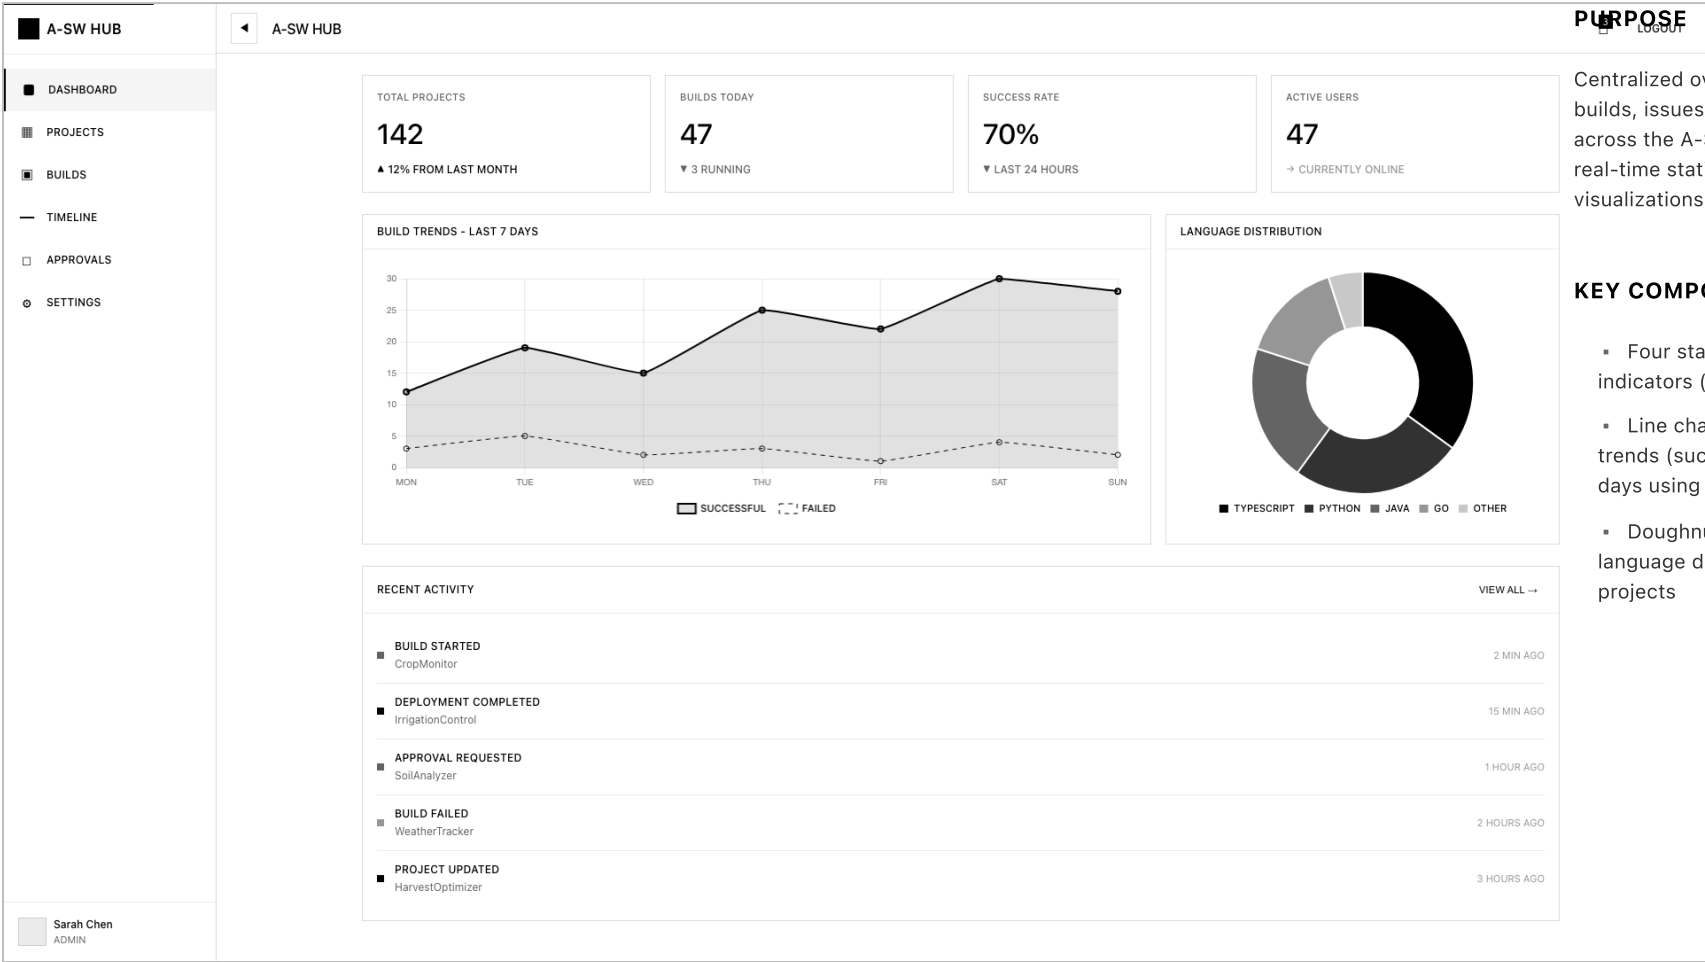 A-SW HUB
DASHBOARD
PROJECTS
BUILDS
TIMELINE
APPROVALS
SETTINGS
Sarah Chen
ADMIN
A-SW HUB
LOGOUT
TOTAL PROJECTS
142
▲ 12% FROM LAST MONTH
BUILDS TODAY
47
▼ 3 RUNNING
SUCCESS RATE
70%
▼ LAST 24 HOURS
ACTIVE USERS
47
→ CURRENTLY ONLINE
BUILD TRENDS - LAST 7 DAYS
30
25
20
15
10
5
0
MON TUE WED THU FRI SAT SUN
SUCCESSFUL FAILED
LANGUAGE DISTRIBUTION
TYPESCRIPT PYTHON JAVA GO OTHER
RECENT ACTIVITY
VIEW ALL →
BUILD STARTED
CropMonitor
2 MIN AGO
DEPLOYMENT COMPLETED
IrrigationControl
15 MIN AGO
APPROVAL REQUESTED
SoilAnalyzer
1 HOUR AGO
BUILD FAILED
WeatherTracker
2 HOURS AGO
PROJECT UPDATED
HarvestOptimizer
3 HOURS AGO
PURPOSE
Centralized ov
builds, issues
across the A-
real-time stat
visualizations
KEY COMPO
▪ Four sta
indicators (
▪ Line cha
trends (suc
days using
▪ Doughnu
language d
projects